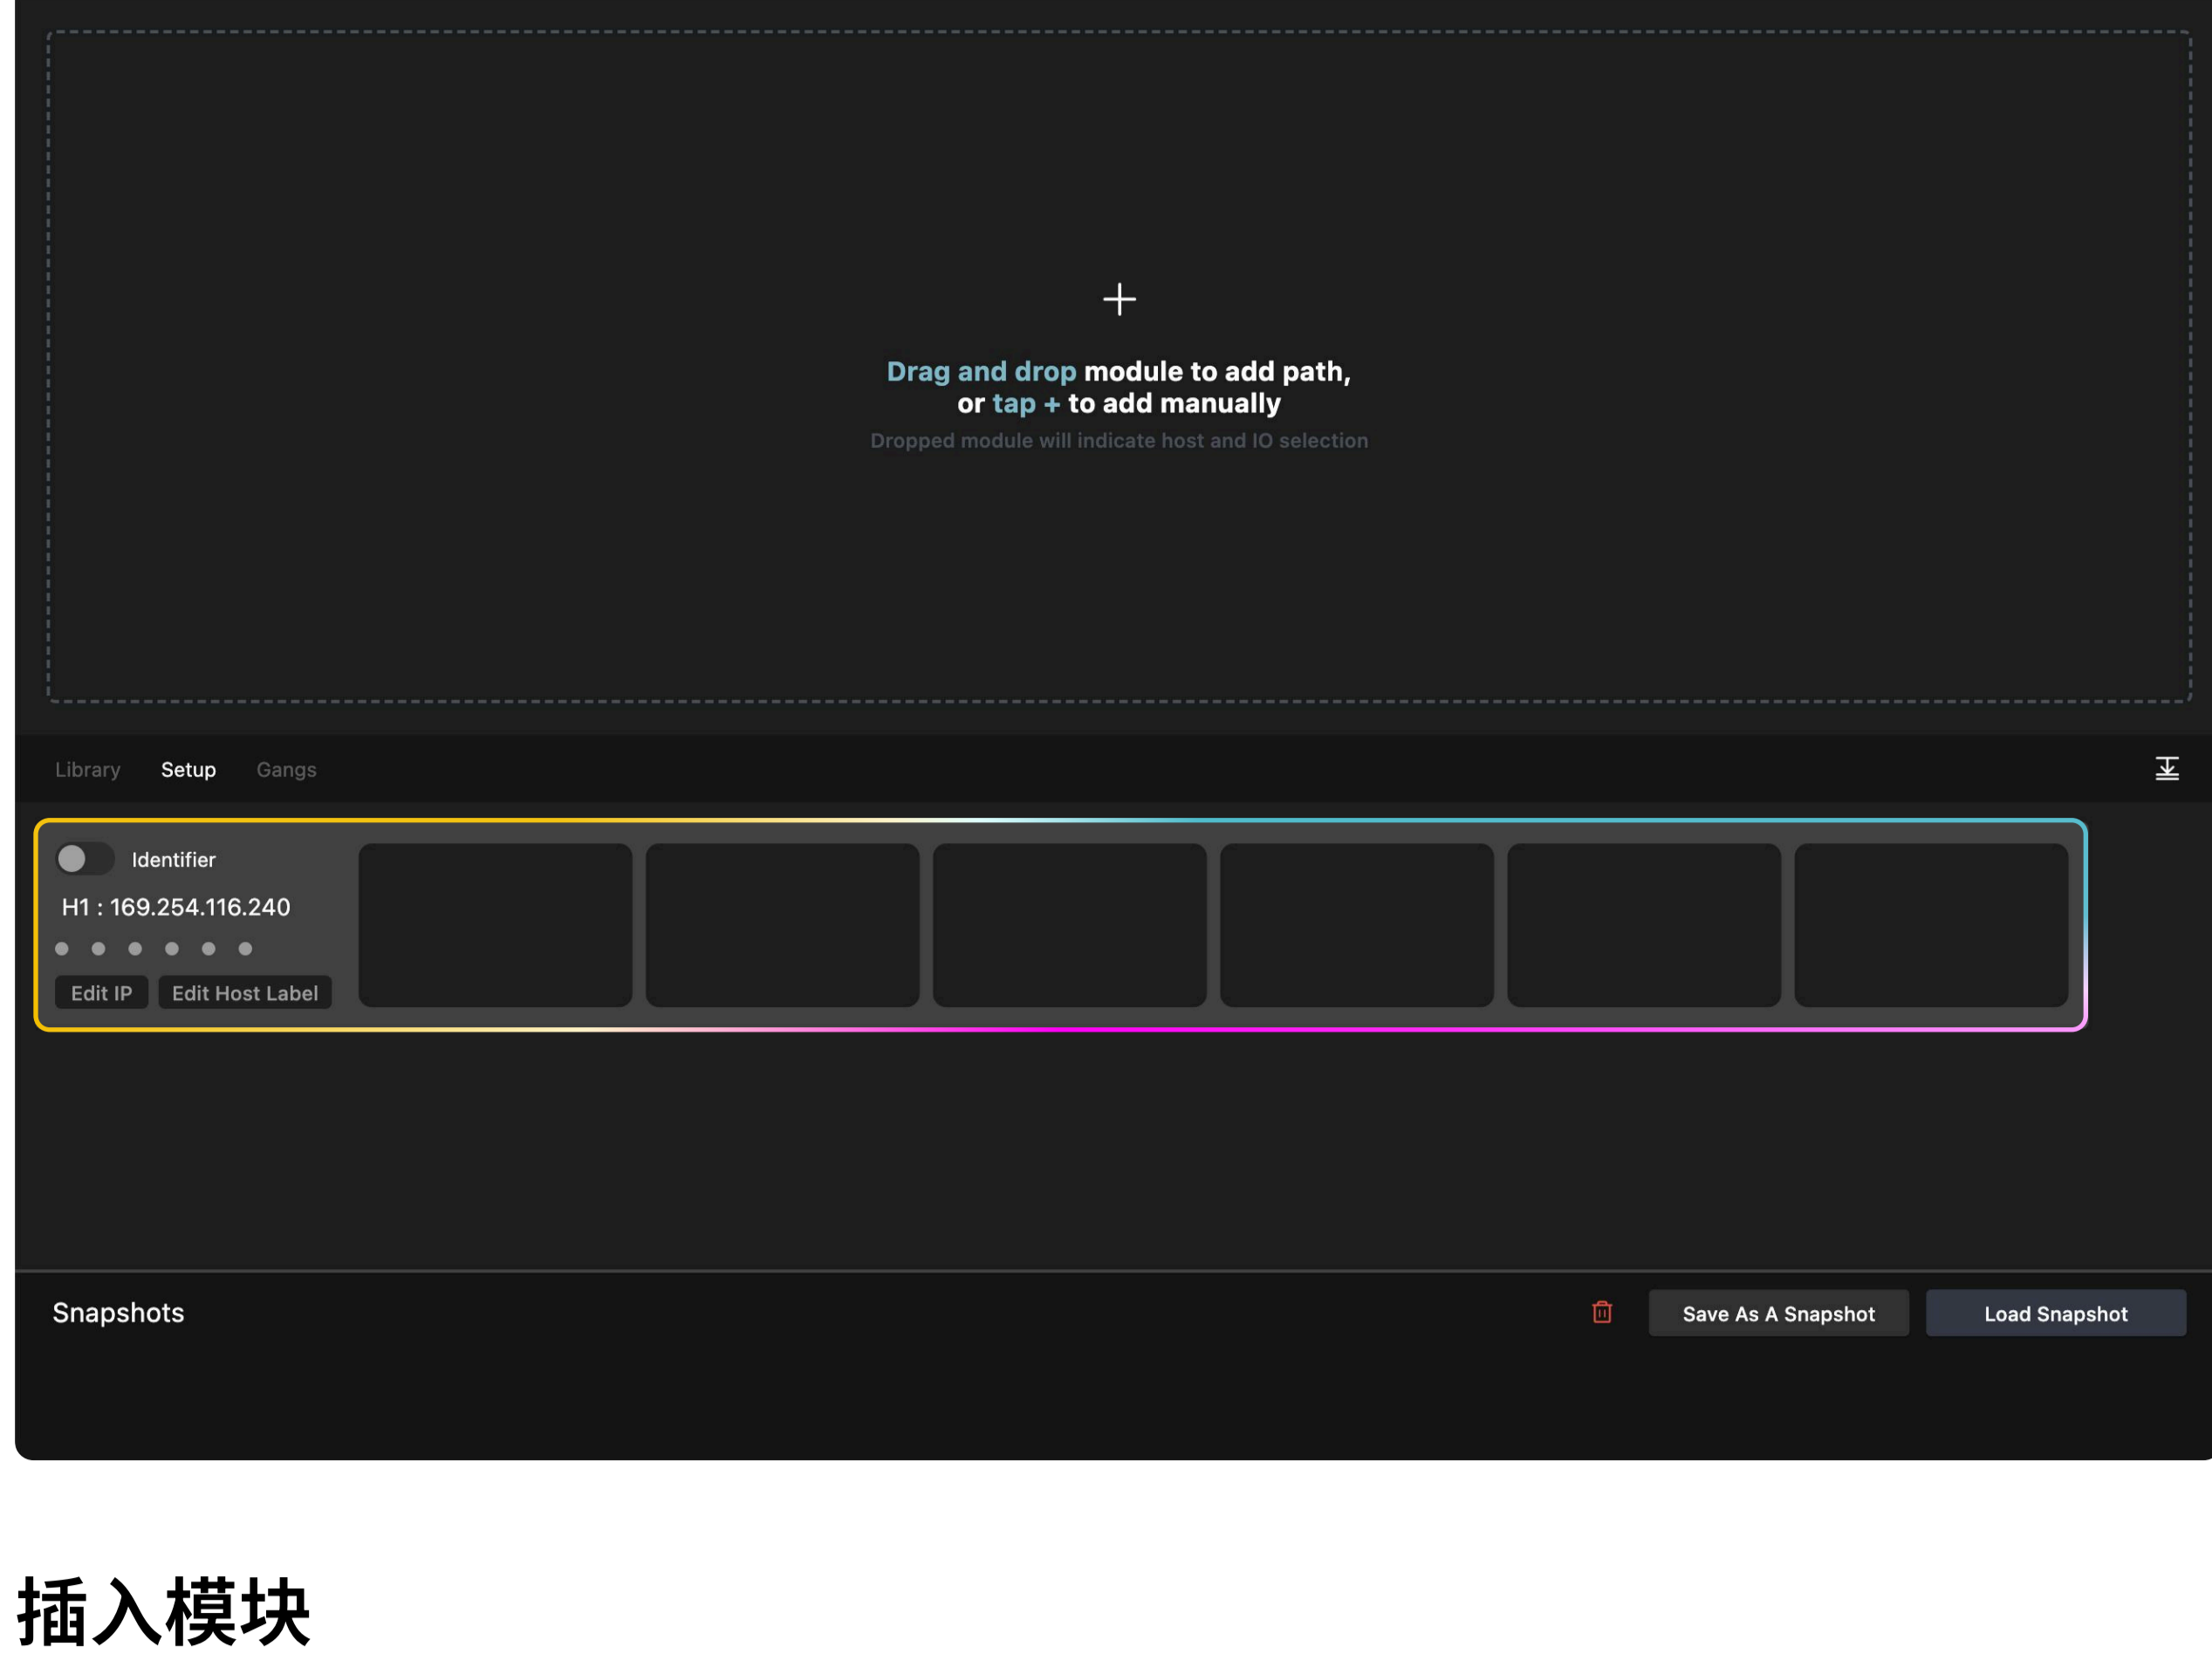 Drag and drop module to add path,
or tap + to add manually
Dropped module will indicate host and IO selection
Library Setup Gangs
Identifier
H1 : 169.254.116.240
Edit IP Edit Host Label
Snapshots Save As A Snapshot Load Snapshot
插入模块